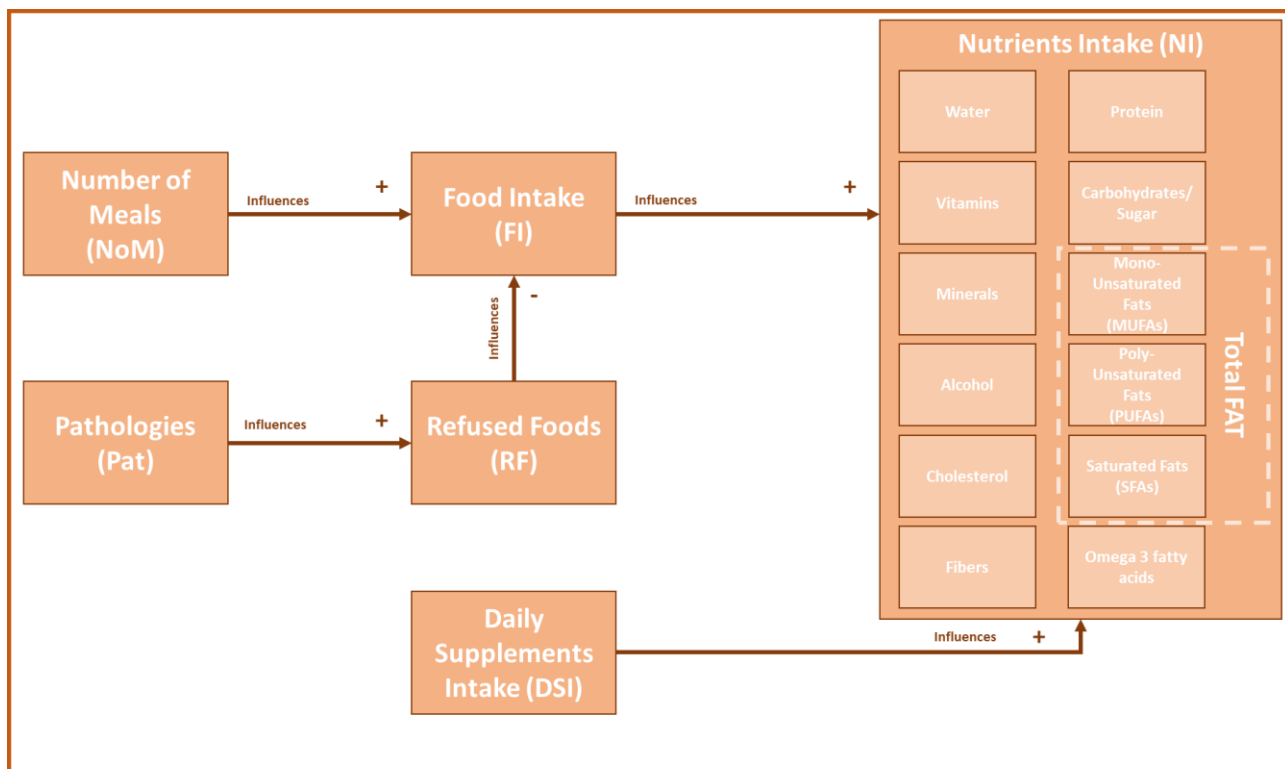 Nutrients Intake (NI)
Water
Protein
Vitamins
Carbohydrates/
Sugar
Minerals
Mono-
Unsaturated
Fats
(MUFAs)
Alcohol
Poly-
Unsaturated
Fats
(PUFAs)
Cholesterol
Saturated Fats
(SFAs)
Fibers
Omega 3 fatty
acids
Total FAT
Number of
Meals
(NoM)
Influences
+
Food Intake
(FI)
Influences
+
Influences
-
Pathologies
(Pat)
Influences
+
Refused Foods
(RF)
Daily
Supplements
Intake (DSI)
Influences
+